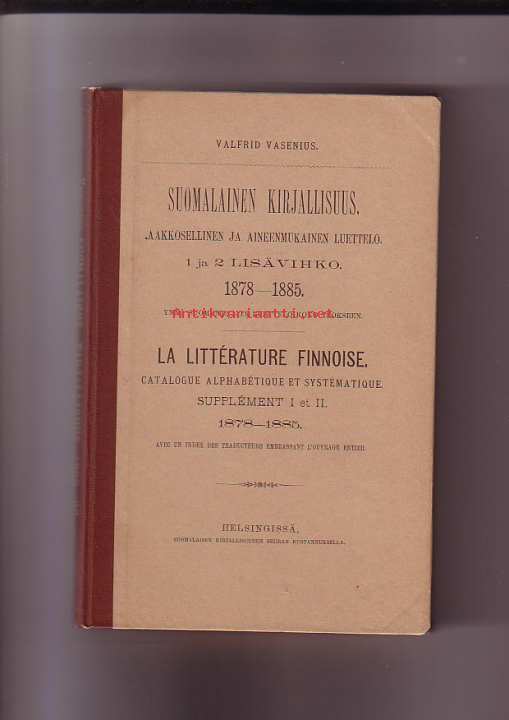 VALFRID VASENIUS.
SUOMALAINEN KIRJALLISUUS.
AAKKOSELLINEN JA AINEENMUKAINEN LUETTELO.
1 ja 2 LISÄVIHKO.
1878—1885.
Antikvariaatti.net
LA LITTÉRATURE FINNOISE.
CATALOGUE ALPHABÉTIQUE ET SYSTÉMATIQUE.
SUPPLÉMENT I et II.
1878—1885.
AVEC UN INDEX DES TRADUCTEURS EMBRASSANT L'OUVRAGE ENTIER.
HELSINGISSÄ,
SUOMALAISEN KIRJALLISUUDEN SEURAN KUSTANNUKSELLA.